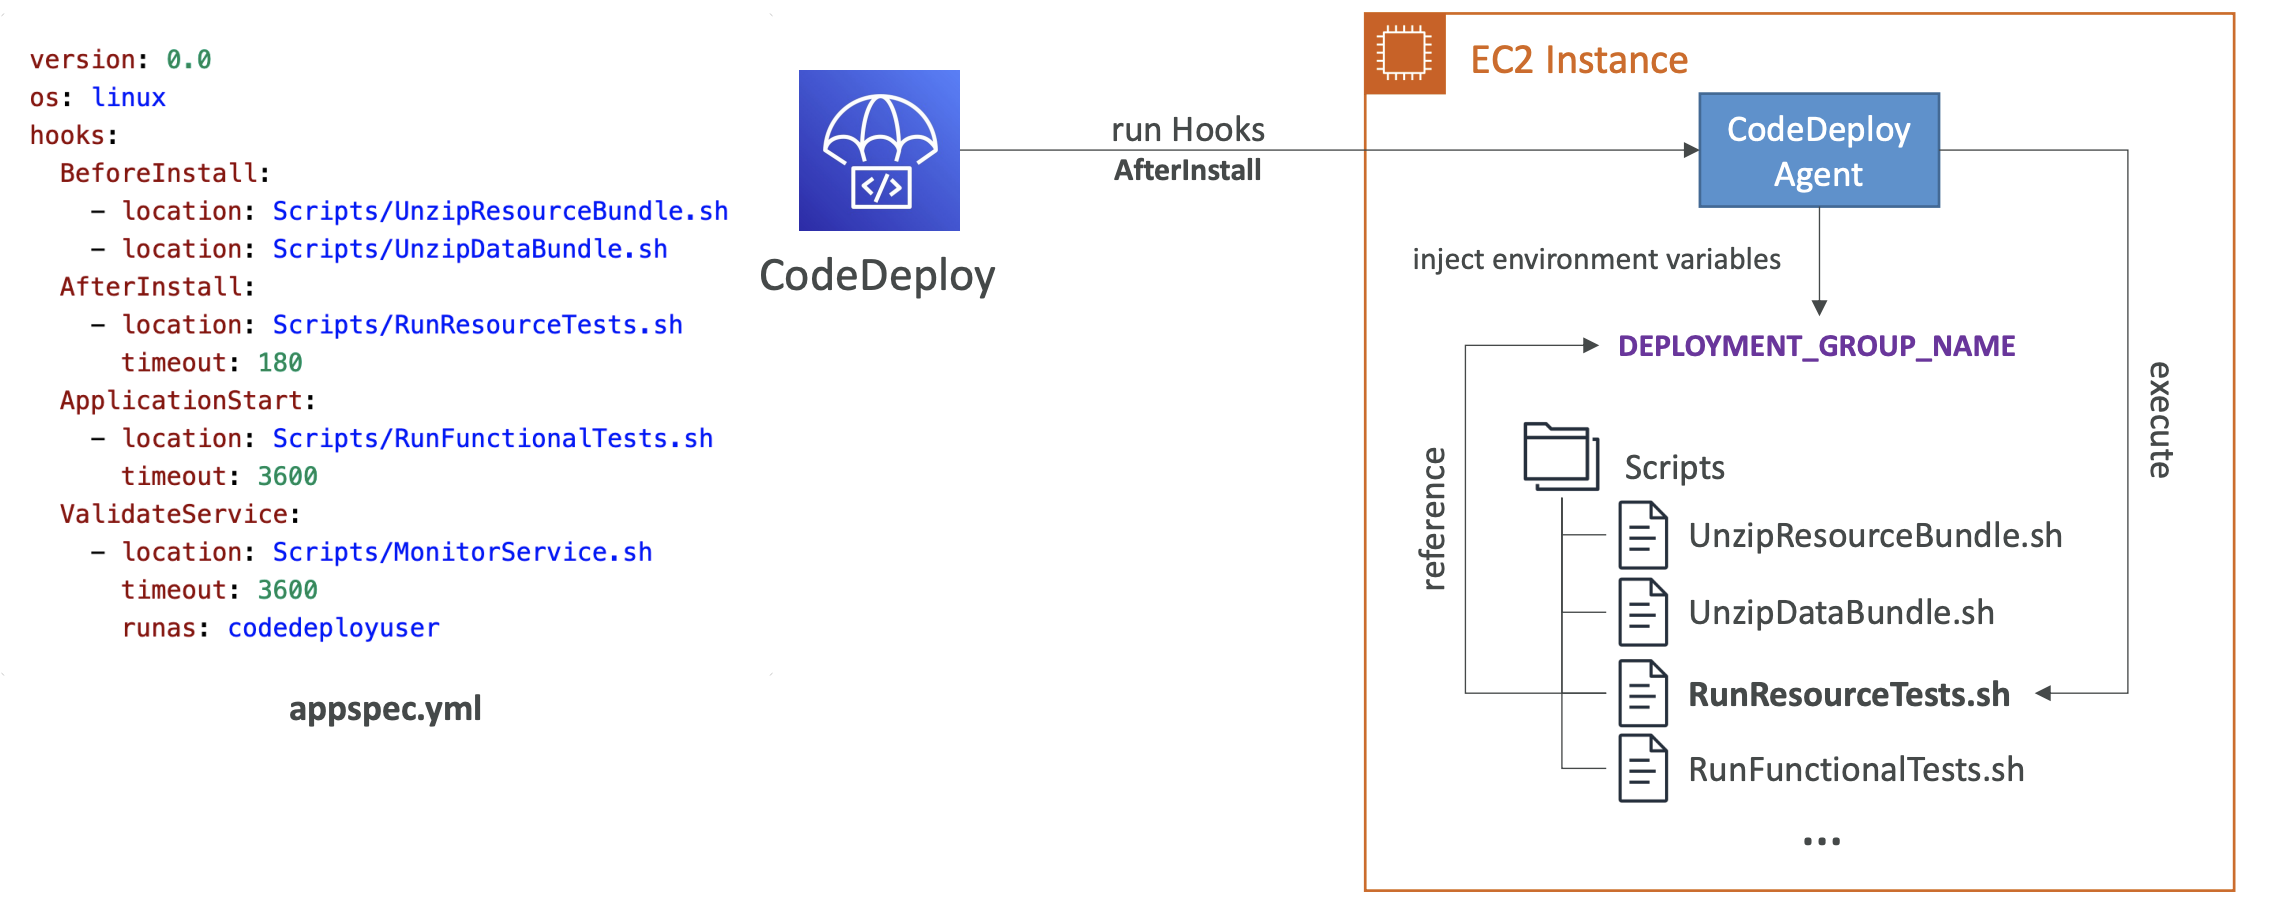 version: 0.0
os: linux
hooks:
  BeforeInstall:
    - location: Scripts/UnzipResourceBundle.sh
    - location: Scripts/UnzipDataBundle.sh
  AfterInstall:
    - location: Scripts/RunResourceTests.sh
      timeout: 180
  ApplicationStart:
    - location: Scripts/RunFunctionalTests.sh
      timeout: 3600
  ValidateService:
    - location: Scripts/MonitorService.sh
      timeout: 3600
      runas: codedeployuser
appspec.yml
</>
CodeDeploy
run Hooks
AfterInstall
EC2 Instance
CodeDeploy
Agent
inject environment variables
DEPLOYMENT_GROUP_NAME
reference
execute
Scripts
UnzipResourceBundle.sh
UnzipDataBundle.sh
RunResourceTests.sh
RunFunctionalTests.sh
...